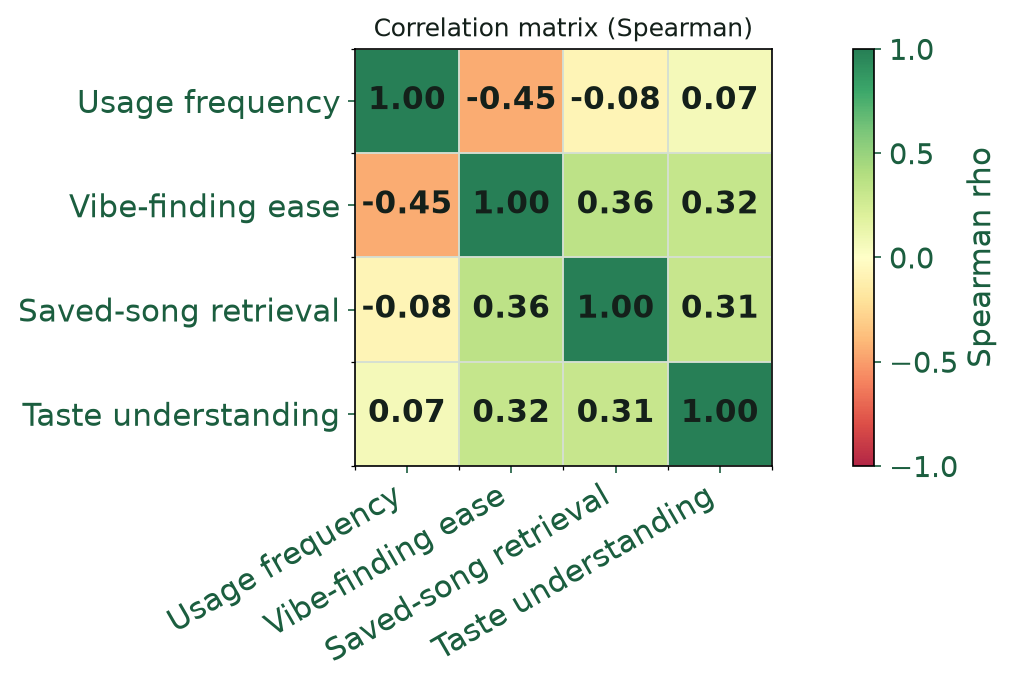 Correlation matrix (Spearman)
Usage frequency 1.00 -0.45 -0.08 0.07
Vibe-finding ease -0.45 1.00 0.36 0.32
Saved-song retrieval -0.08 0.36 1.00 0.31
Taste understanding 0.07 0.32 0.31 1.00
Usage frequency
Vibe-finding ease
Saved-song retrieval
Taste understanding
1.0
0.5
0.0
−0.5
−1.0
Spearman rho